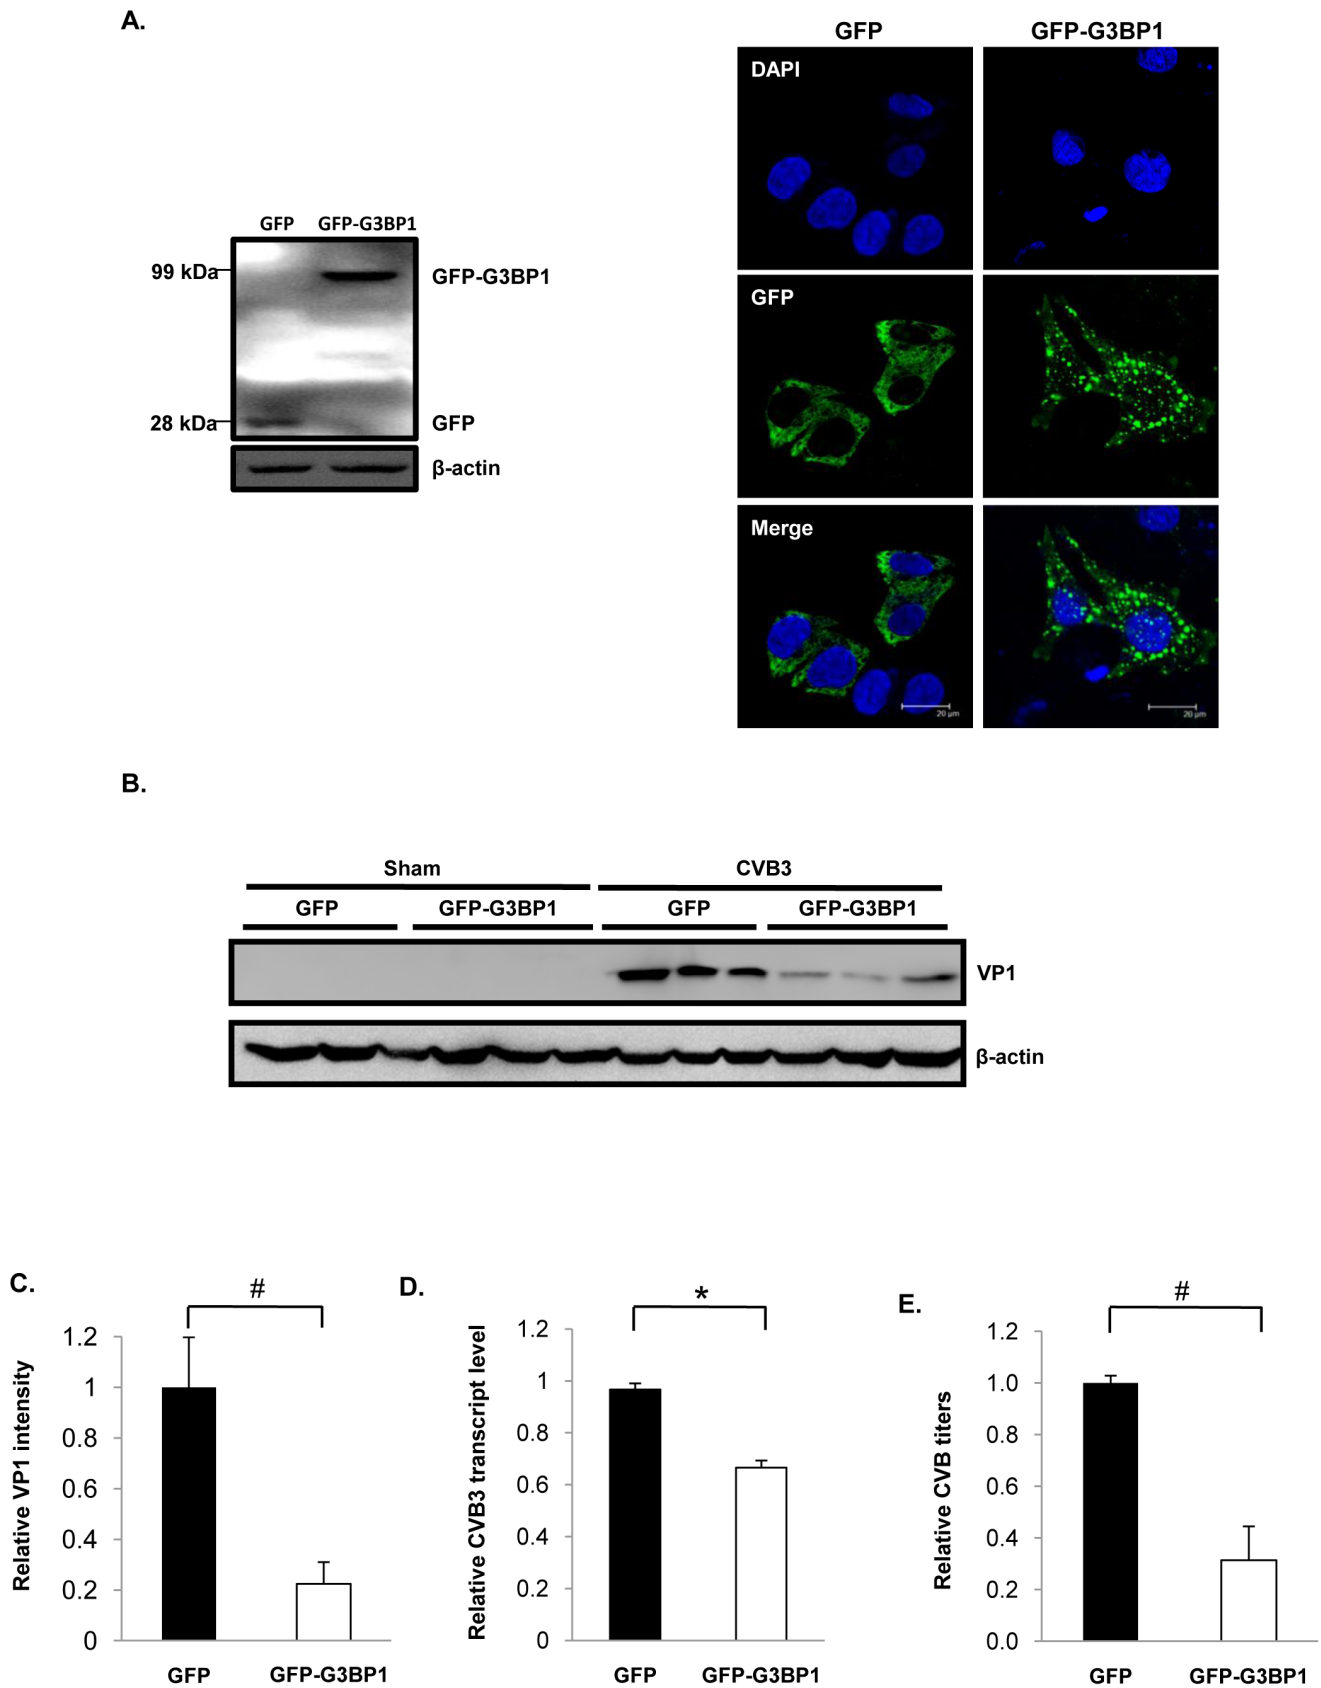 A.
GFP GFP-G3BP1
DAPI
GFP GFP-G3BP1
99 kDa GFP-G3BP1
GFP
28 kDa GFP
β-actin
Merge
20 μm 20 μm
B.
Sham CVB3
GFP GFP-G3BP1 GFP GFP-G3BP1
VP1
β-actin
C.
#
Relative VP1 intensity
1.2
1
0.8
0.6
0.4
0.2
0
GFP GFP-G3BP1
D.
*
Relative CVB3 transcript level
1.2
1
0.8
0.6
0.4
0.2
0
GFP GFP-G3BP1
E.
#
Relative CVB titers
1.2
1.0
0.8
0.6
0.4
0.2
0.0
GFP GFP-G3BP1